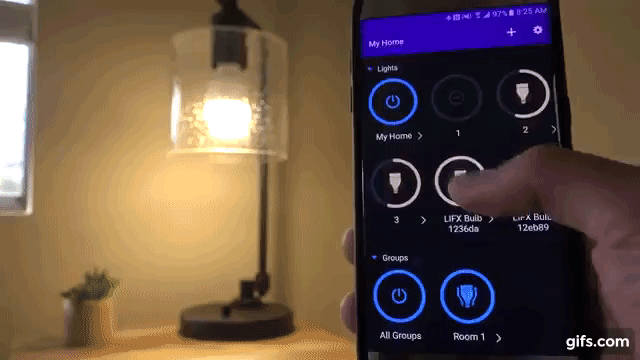 97% 8:25 AM
My Home
Lights
My Home
1
2
3
LIFX Bulb
1236da
LIFX Bulb
12eb89
Groups
All Groups
Room 1
gifs.com